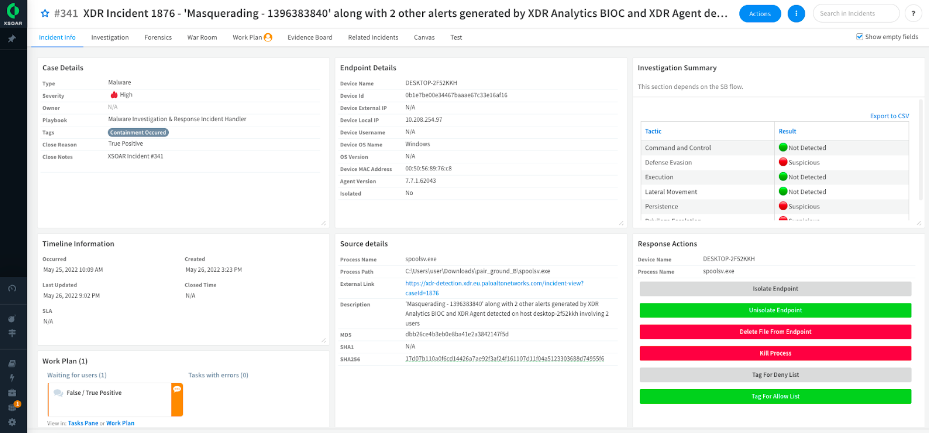 XSOAR
#341 XDR Incident 1876 - 'Masquerading - 1396383840' along with 2 other alerts generated by XDR Analytics BIOC and XDR Agent de...
Actions
Search in Incidents
?
Incident Info
Investigation
Forensics
War Room
Work Plan
Evidence Board
Related Incidents
Canvas
Test
Show empty fields
Case Details
Type Malware
Severity High
Owner N/A
Playbook Malware Investigation & Response Incident Handler
Tags Containment Occured
Close Reason True Positive
Close Notes XSOAR Incident #341
Endpoint Details
Device Name DESKTOP-2F52KKH
Device Id
Device External IP N/A
Device Local IP 10.208.254.97
Device Username N/A
Device OS Name Windows
OS Version N/A
Device MAC Address 00:50:56:89:76:c8
Agent Version 7.7.1.62043
Isolated No
Investigation Summary
This section depends on the SB flow.
Export to CSV
Tactic Result
Command and Control Not Detected
Defense Evasion Suspicious
Execution Not Detected
Lateral Movement Not Detected
Persistence Suspicious
Timeline Information
Occurred Created
May 25, 2022 10:09 AM May 26, 2022 3:23 PM
Last Updated Closed Time
May 26, 2022 9:02 PM N/A
SLA
N/A
Work Plan (1)
Waiting for users (1) Tasks with errors (0)
False / True Positive
View in: Tasks Pane or Work Plan
Source details
Process Name spoolsv.exe
Process Path C:\Users\user\Downloads\pair_ground_B\spoolsv.exe
External Link https://xdr-detection.xdr.eu.paloaltonetworks.com/incident-view?
caseId=1876
Description 'Masquerading - 1396383840' along with 2 other alerts generated by XDR
Analytics BIOC and XDR Agent detected on host desktop-2f52kkh involving 2
users
MD5
SHA1 N/A
SHA256
Response Actions
Device Name DESKTOP-2F52KKH
Process Name spoolsv.exe
Isolate Endpoint
Unisolate Endpoint
Delete File From Endpoint
Kill Process
Tag For Deny List
Tag For Allow List
1